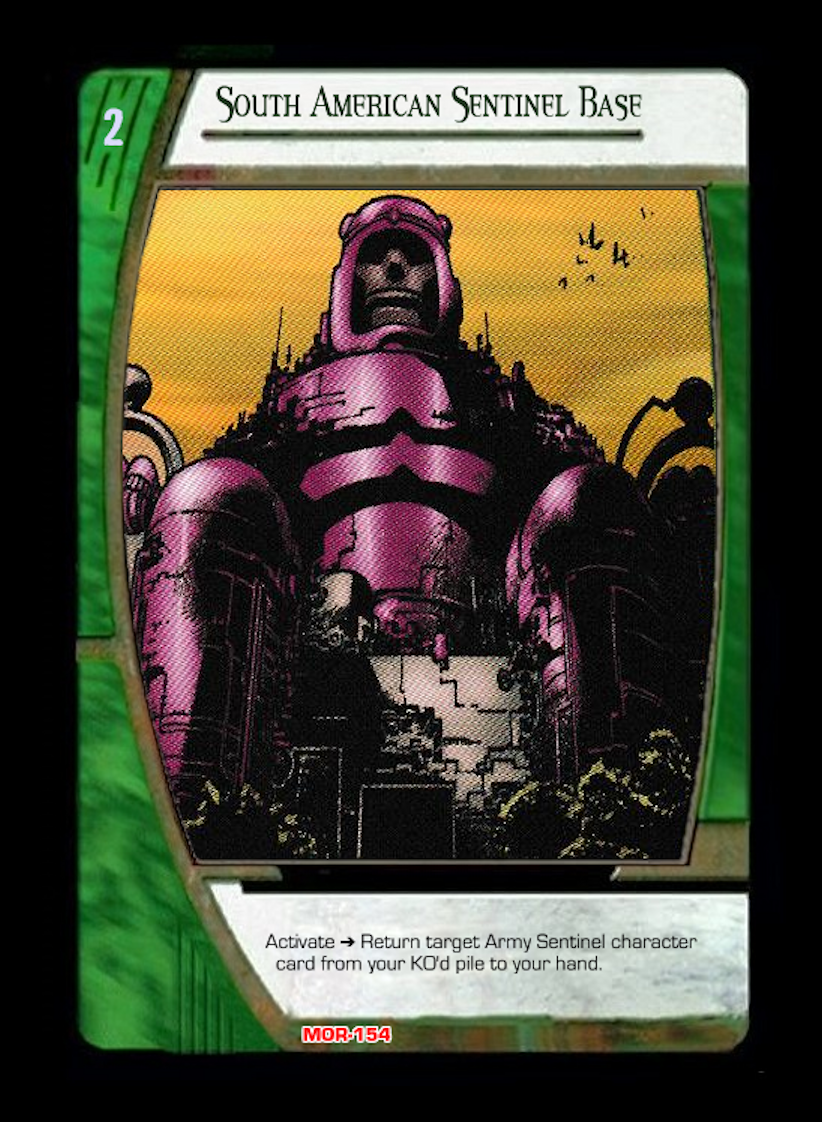 2
South American Sentinel Base
Activate ➔ Return target Army Sentinel character
card from your KO'd pile to your hand.
MOR-154